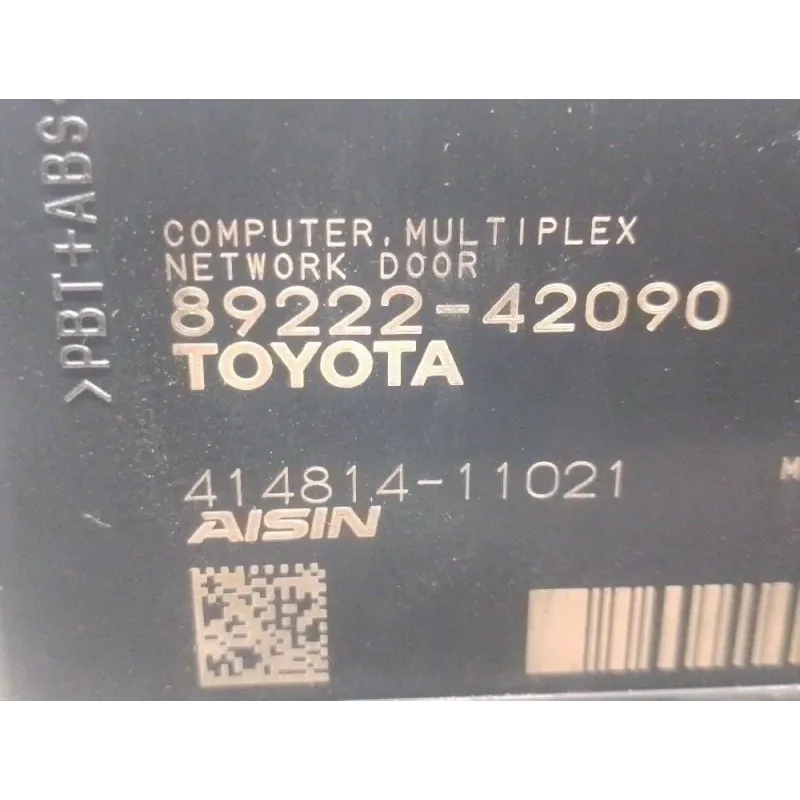 >PBT+ABS<
COMPUTER, MULTIPLEX
NETWORK DOOR
89222-42090
TOYOTA
414814-11021
AISIN
M